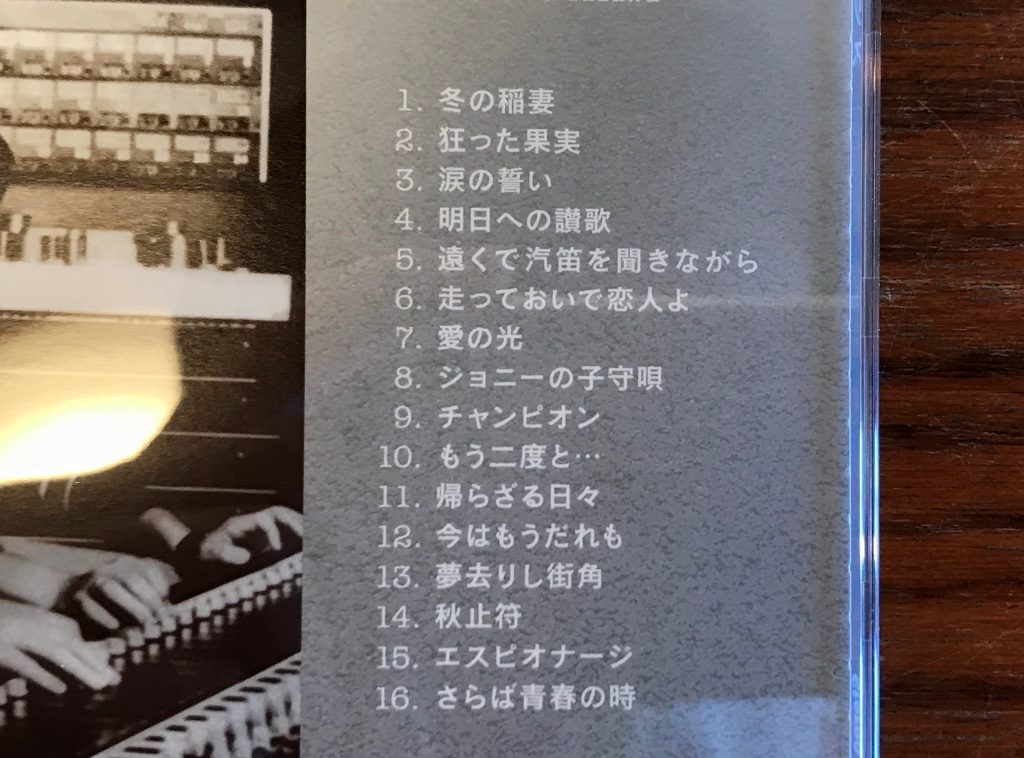 1. 冬の稲妻
2. 狂った果実
3. 涙の誓い
4. 明日への讃歌
5. 遠くで汽笛を聞きながら
6. 走っておいで恋人よ
7. 愛の光
8. ジョニーの子守唄
9. チャンピオン
10. もう二度と…
11. 帰らざる日々
12. 今はもうだれも
13. 夢去りし街角
14. 秋止符
15. エスピオナージ
16. さらば青春の時